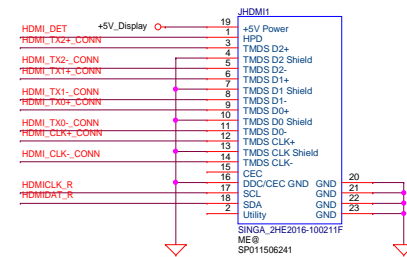 JHDMI1
+5V_Display 19 +5V Power
HDMI_DET 1 HPD
HDMI_TX2+_CONN 3 TMDS D2+
4 TMDS D2 Shield
HDMI_TX2-_CONN 5 TMDS D2-
HDMI_TX1+_CONN 6 TMDS D1+
7 TMDS D1 Shield
HDMI_TX1-_CONN 8 TMDS D1-
HDMI_TX0+_CONN 9 TMDS D0+
10 TMDS D0 Shield
HDMI_TX0-_CONN 11 TMDS D0-
HDMI_CLK+_CONN 12 TMDS CLK+
13 TMDS CLK Shield
HDMI_CLK-_CONN 14 TMDS CLK-
15 CEC
16 DDC/CEC GND GND 20
HDMICLK_R 17 SCL GND 21
HDMIDAT_R 18 SDA GND 22
2 Utility GND 23
SINGA_2HE2016-100211F
ME@
SP011506241